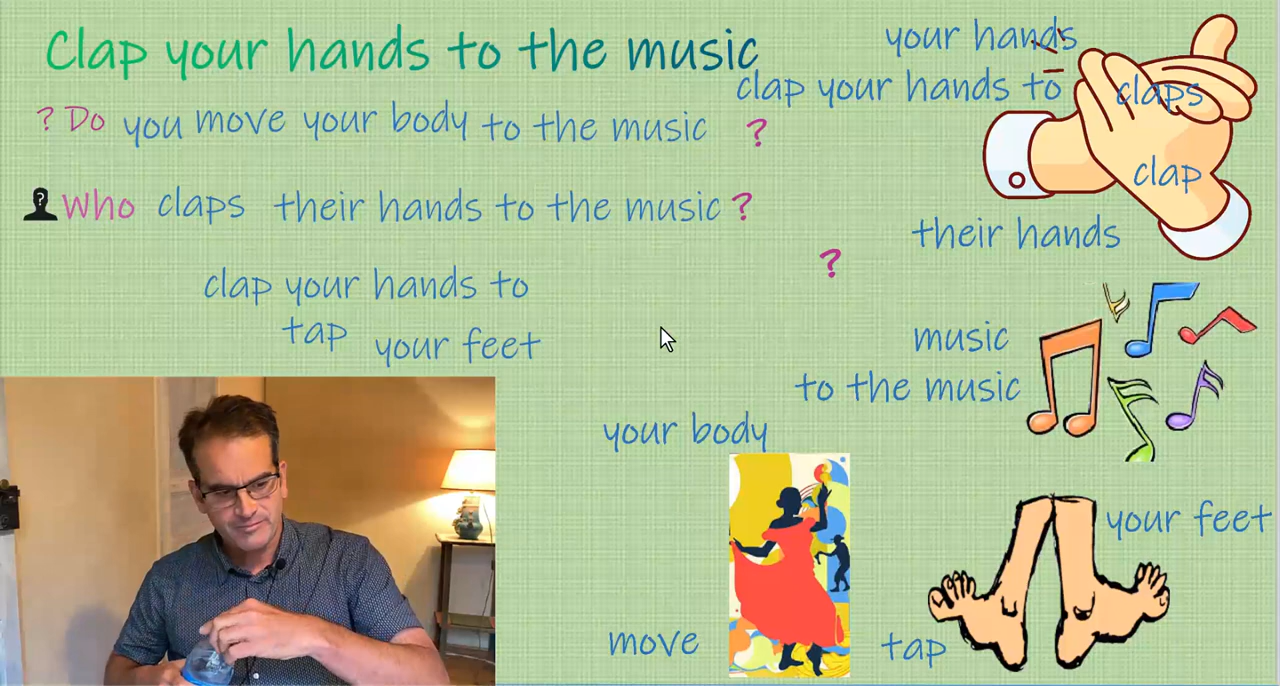 Clap your hands to the music
? Do you move your body to the music ?
? Who claps their hands to the music ?
clap your hands to
tap your feet
your hands
clap your hands to
claps
clap
their hands
?
music
to the music
your body
move
your feet
tap